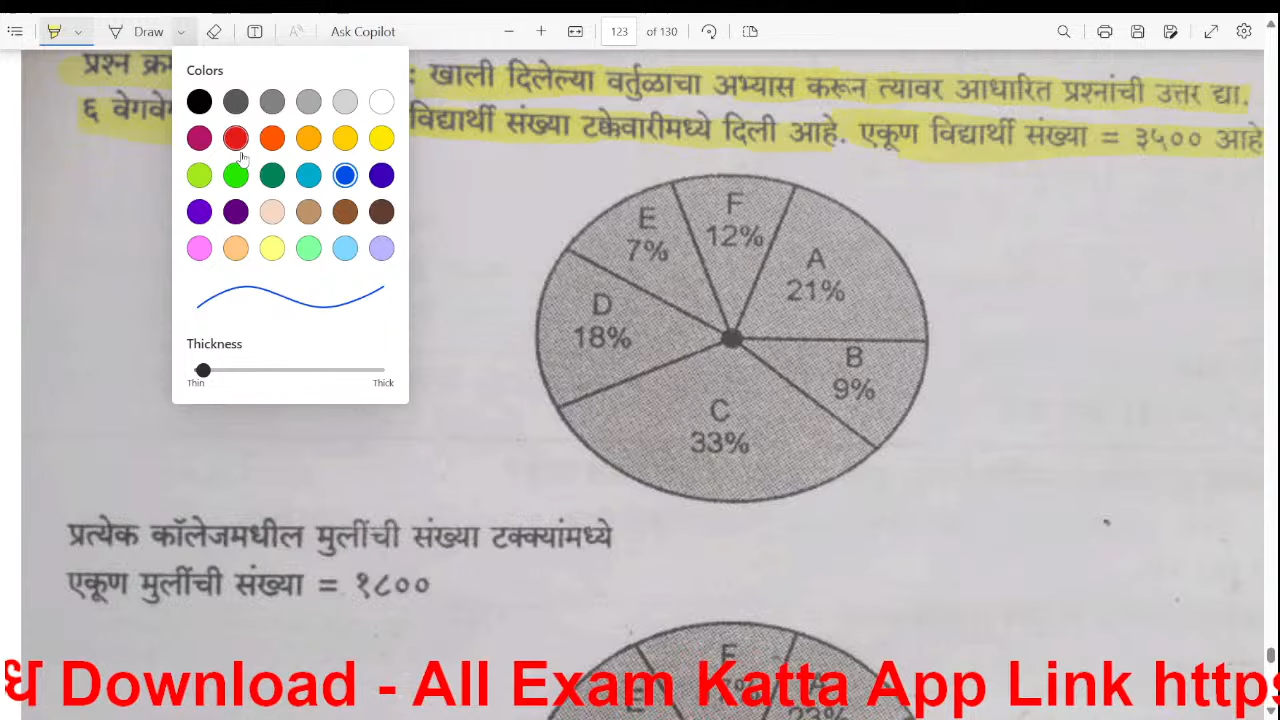 Draw
Ask Copilot
123 of 130
Colors
Thickness
Thin
Thick
प्रश्न : खाली दिलेल्या वर्तुळाचा अभ्यास करून त्यावर आधारित प्रश्नांची उत्तर द्या.
६ विद्यार्थी संख्या टक्केवारीमध्ये दिली आहे. एकूण विद्यार्थी संख्या = ३५०० आहे
F
12%
E
7%
A
21%
D
18%
B
9%
C
33%
प्रत्येक कॉलेजमधील मुलींची संख्या टक्क्यांमध्ये
एकूण मुलींची संख्या = १८००
Download - All Exam Katta App Link https